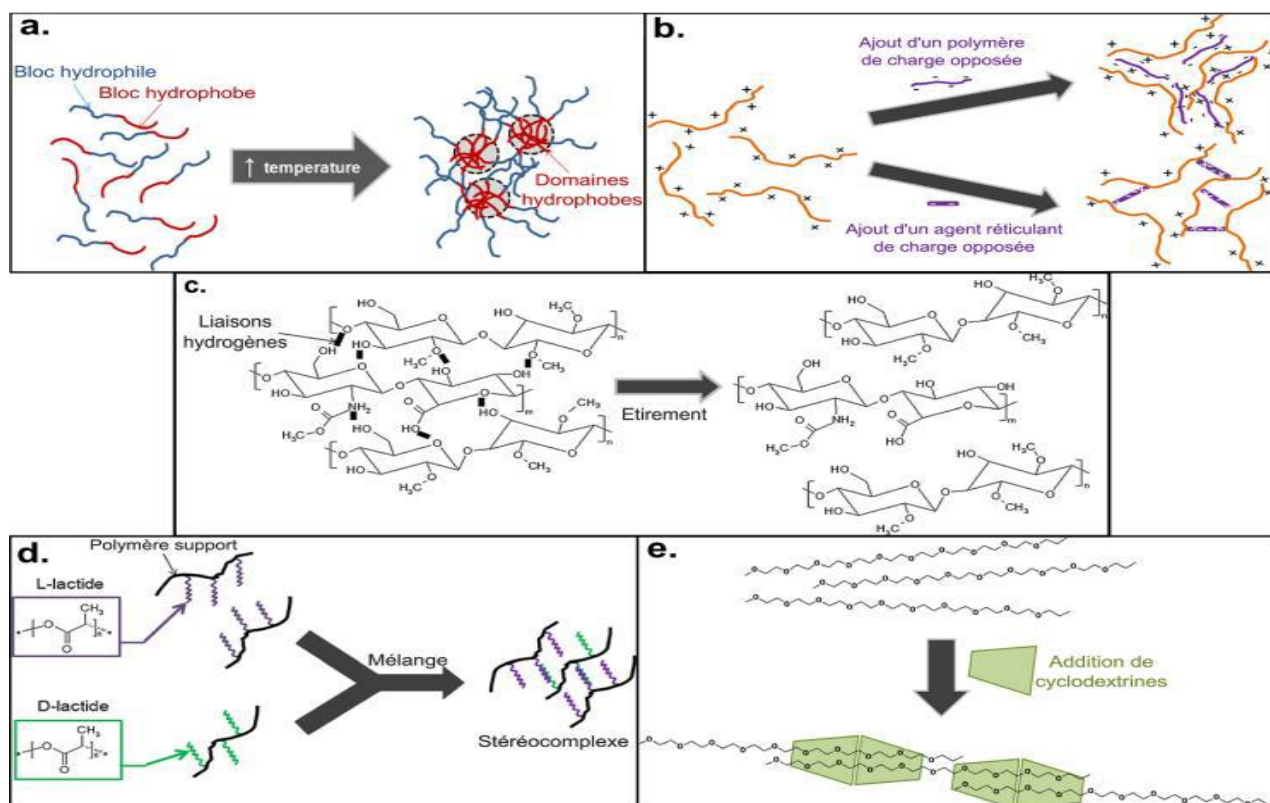 a.
Bloc hydrophile
Bloc hydrophobe
↑ temperature
Domaines
hydrophobes
b.
Ajout d'un polymère
de charge opposée
Ajout d'un agent réticulant
de charge opposée
c.
Liaisons
hydrogènes
Etirement
d.
Polymère support
L-lactide
D-lactide
Mélange
Stéréocomplexe
e.
Addition de
cyclodextrines